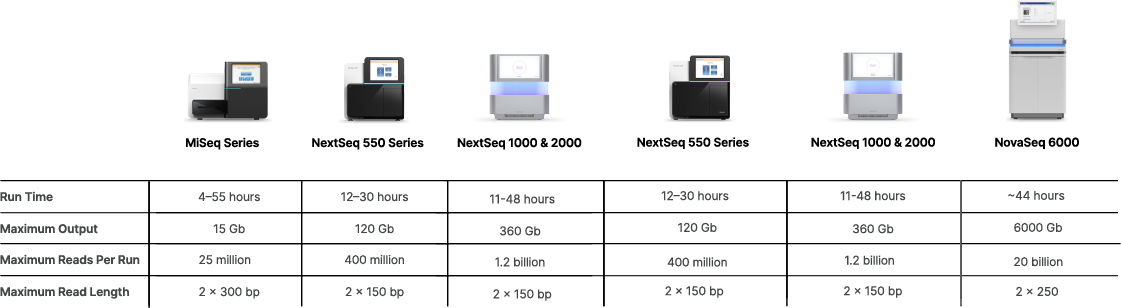 MiSeq Series NextSeq 550 Series NextSeq 1000 & 2000 NextSeq 550 Series NextSeq 1000 & 2000 NovaSeq 6000
Run Time 4–55 hours 12–30 hours 11-48 hours 12–30 hours 11-48 hours ~44 hours
Maximum Output 15 Gb 120 Gb 360 Gb 120 Gb 360 Gb 6000 Gb
Maximum Reads Per Run 25 million 400 million 1.2 billion 400 million 1.2 billion 20 billion
Maximum Read Length 2 × 300 bp 2 × 150 bp 2 × 150 bp 2 × 150 bp 2 × 150 bp 2 × 250